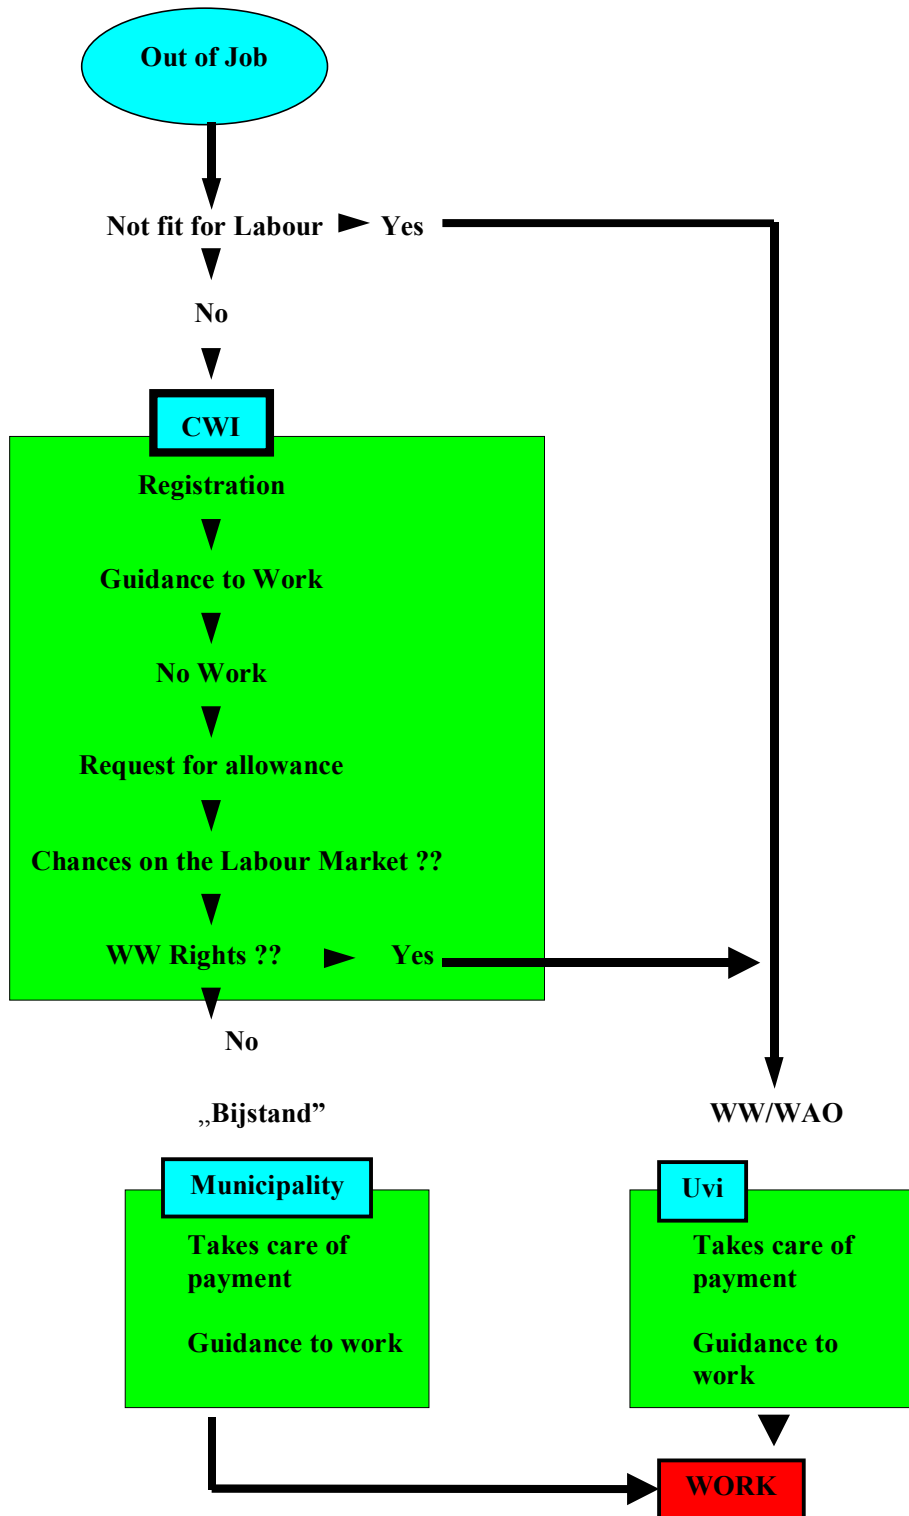 Out of Job
Not fit for Labour Yes
No
CWI
Registration
Guidance to Work
No Work
Request for allowance
Chances on the Labour Market ??
WW Rights ?? Yes
No
„Bijstand”
WW/WAO
Municipality
Takes care of
payment
Guidance to work
Uvi
Takes care of
payment
Guidance to
work
WORK